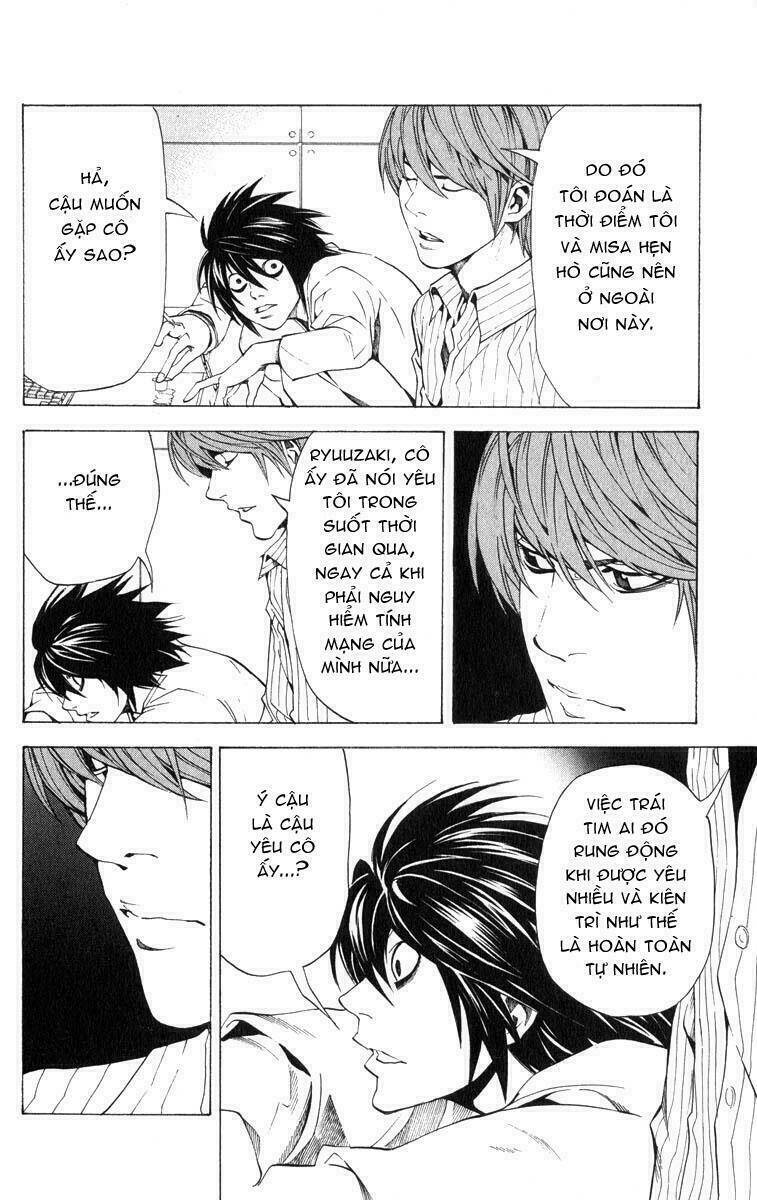 DO ĐÓ
TÔI ĐOÁN LÀ
THỜI ĐIỂM TÔI
VÀ MISA HẸN
HÒ CŨNG NÊN
Ở NGOÀI
NƠI NÀY.
HẢ,
CẬU MUỐN
GẶP CÔ
ẤY SAO?
RYUUZAKI, CÔ
ẤY ĐÃ NÓI YÊU
TÔI TRONG
SUỐT THỜI
GIAN QUA,
NGAY CẢ KHI
PHẢI NGUY
HIỂM TÍNH
MẠNG CỦA
MÌNH NỮA...
...ĐÚNG
THẾ...
VIỆC TRÁI
TIM AI ĐÓ
RUNG ĐỘNG
KHI ĐƯỢC YÊU
NHIỀU VÀ KIÊN
TRÌ NHƯ THẾ
LÀ HOÀN TOÀN
TỰ NHIÊN.
Ý CẬU
LÀ CẬU
YÊU CÔ
ẤY...?